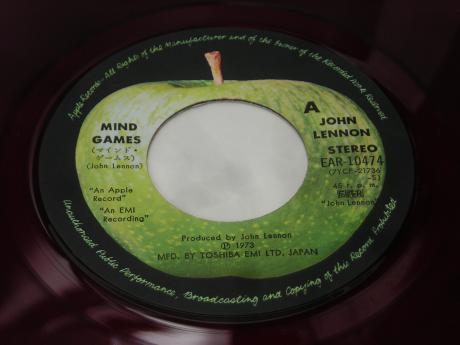 Apple Records - All Rights of the Manufacturer and of the Owner of the Recorded Work Reserved
MIND
GAMES
(マインド・
ゲームス)
(John Lennon)
"An Apple
Record"
"An EMI
Recording"
A
JOHN
LENNON
STEREO
EAR-10474
(7YCE-21736
-S)
45 r.p.m.
"John Lennon"
Produced by John Lennon
Ⓟ 1973
MFD. BY TOSHIBA EMI LTD. JAPAN
Unauthorised Public Performance, Broadcasting and Copying of this Record Prohibited